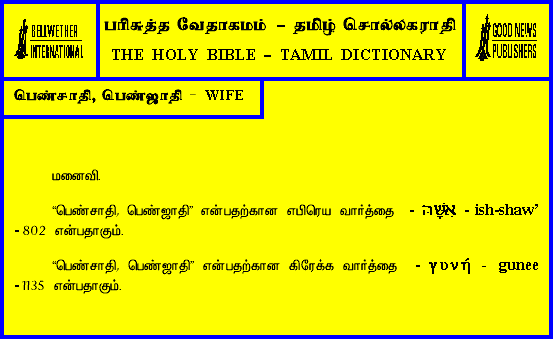 BELLWETHER
INTERNATIONAL
பரிசுத்த வேதாகமம் – தமிழ் சொல்லகராதி
THE HOLY BIBLE – TAMIL DICTIONARY
GOOD NEWS
PUBLISHERS
பெண்சாதி, பெண்ஜாதி – WIFE
மனைவி.
“பெண்சாதி, பெண்ஜாதி” என்பதற்கான எபிரெய வார்த்தை - אִשָּׁה - ish-shaw’
- 802 என்பதாகும்.
“பெண்சாதி, பெண்ஜாதி” என்பதற்கான கிரேக்க வார்த்தை - γυνή - gunee
- 1135 என்பதாகும்.